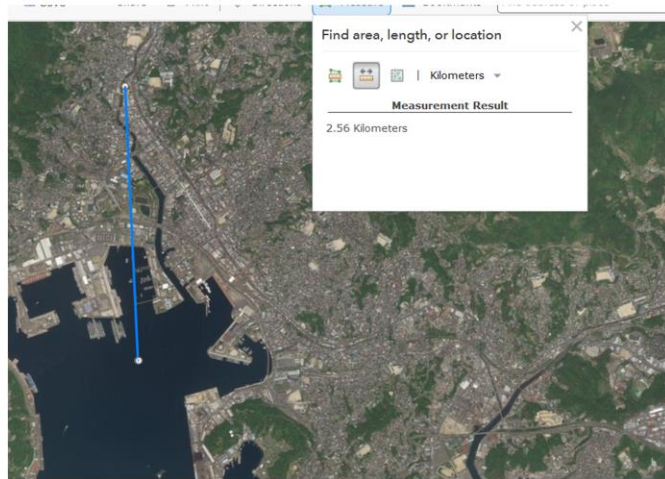 Find area, length, or location
| Kilometers
Measurement Result
2.56 Kilometers